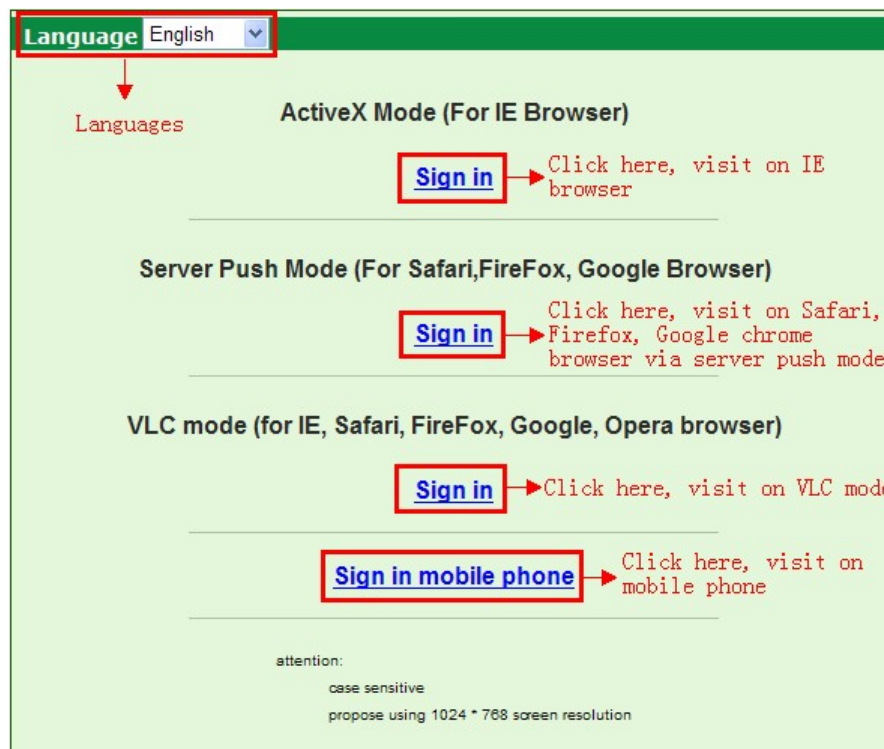 Language English
Languages
ActiveX Mode (For IE Browser)
Sign in
Click here, visit on IE
browser
Server Push Mode (For Safari,FireFox, Google Browser)
Sign in
Click here, visit on Safari,
Firefox, Google chrome
browser via server push mode
VLC mode (for IE, Safari, FireFox, Google, Opera browser)
Sign in
Click here, visit on VLC mode
Sign in mobile phone
Click here, visit on
mobile phone
attention:
case sensitive
propose using 1024 * 768 screen resolution